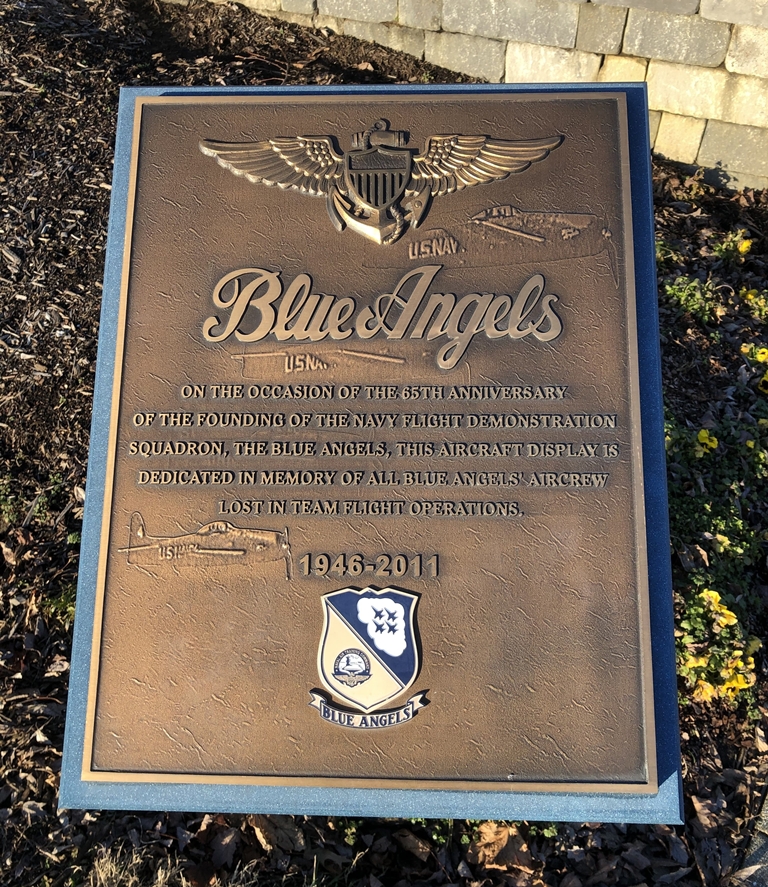 U.S. NAVY
Blue Angels
U.S. NA
ON THE OCCASION OF THE 65TH ANNIVERSARY
OF THE FOUNDING OF THE NAVY FLIGHT DEMONSTRATION
SQUADRON, THE BLUE ANGELS, THIS AIRCRAFT DISPLAY IS
DEDICATED IN MEMORY OF ALL BLUE ANGELS' AIRCREW
LOST IN TEAM FLIGHT OPERATIONS.
1946-2011
BLUE ANGELS